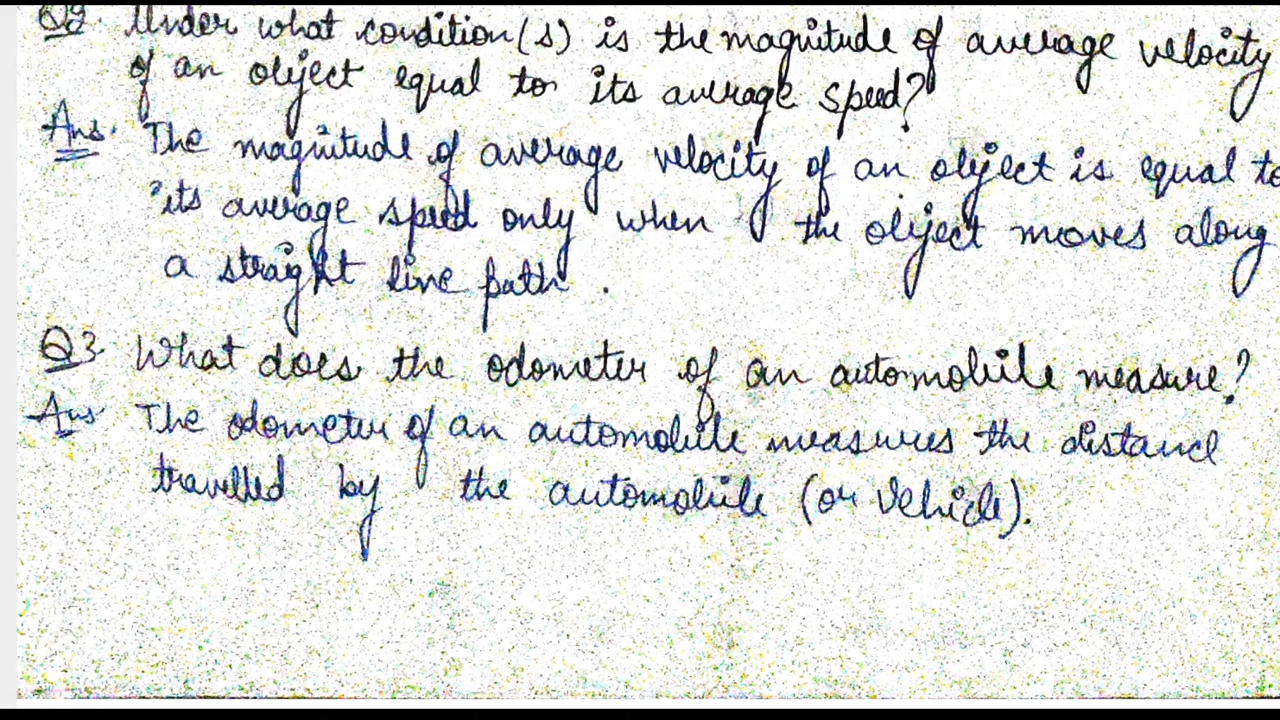 Q2. Under what condition(s) is the magnitude of average velocity
of an object equal to its average speed?
Ans. The magnitude of average velocity of an object is equal to
its average speed only when the object moves along
a straight line path.
Q3. What does the odometer of an automobile measure?
Ans. The odometer of an automobile measures the distance
travelled by the automobile (or vehicle).